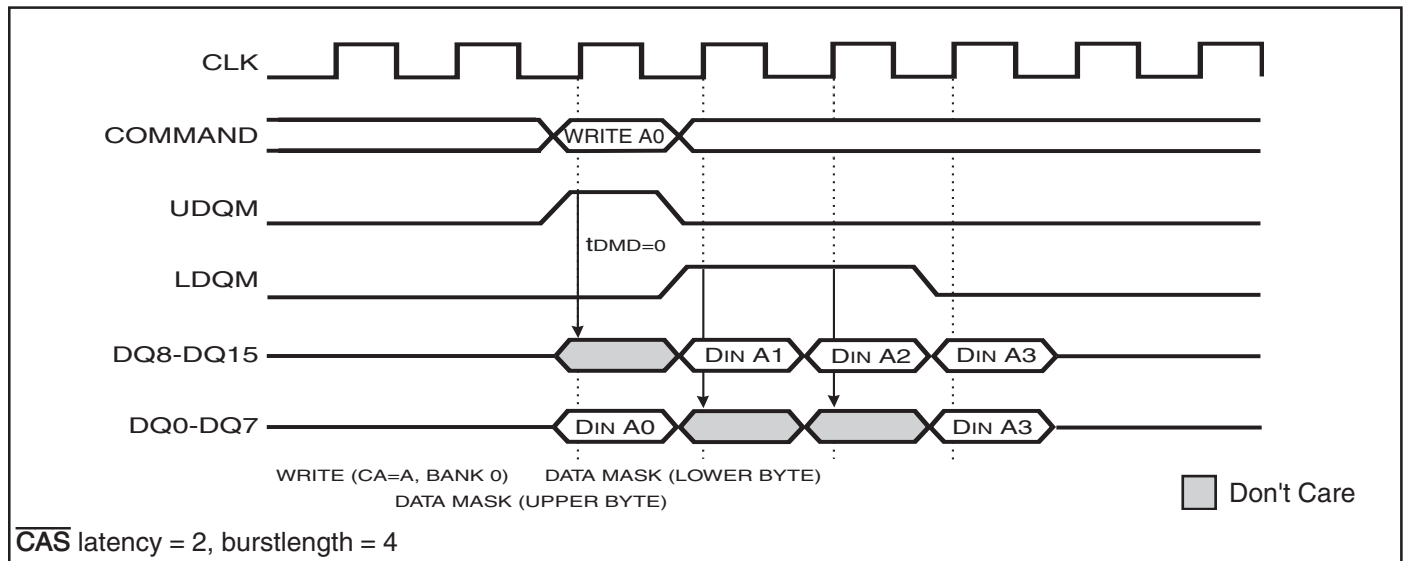 CLK
COMMAND WRITE A0
UDQM
tDMD=0
LDQM
DQ8-DQ15 DIN A1 DIN A2 DIN A3
DQ0-DQ7 DIN A0 DIN A3
WRITE (CA=A, BANK 0) DATA MASK (LOWER BYTE)
DATA MASK (UPPER BYTE)
Don't Care
CAS latency = 2, burstlength = 4